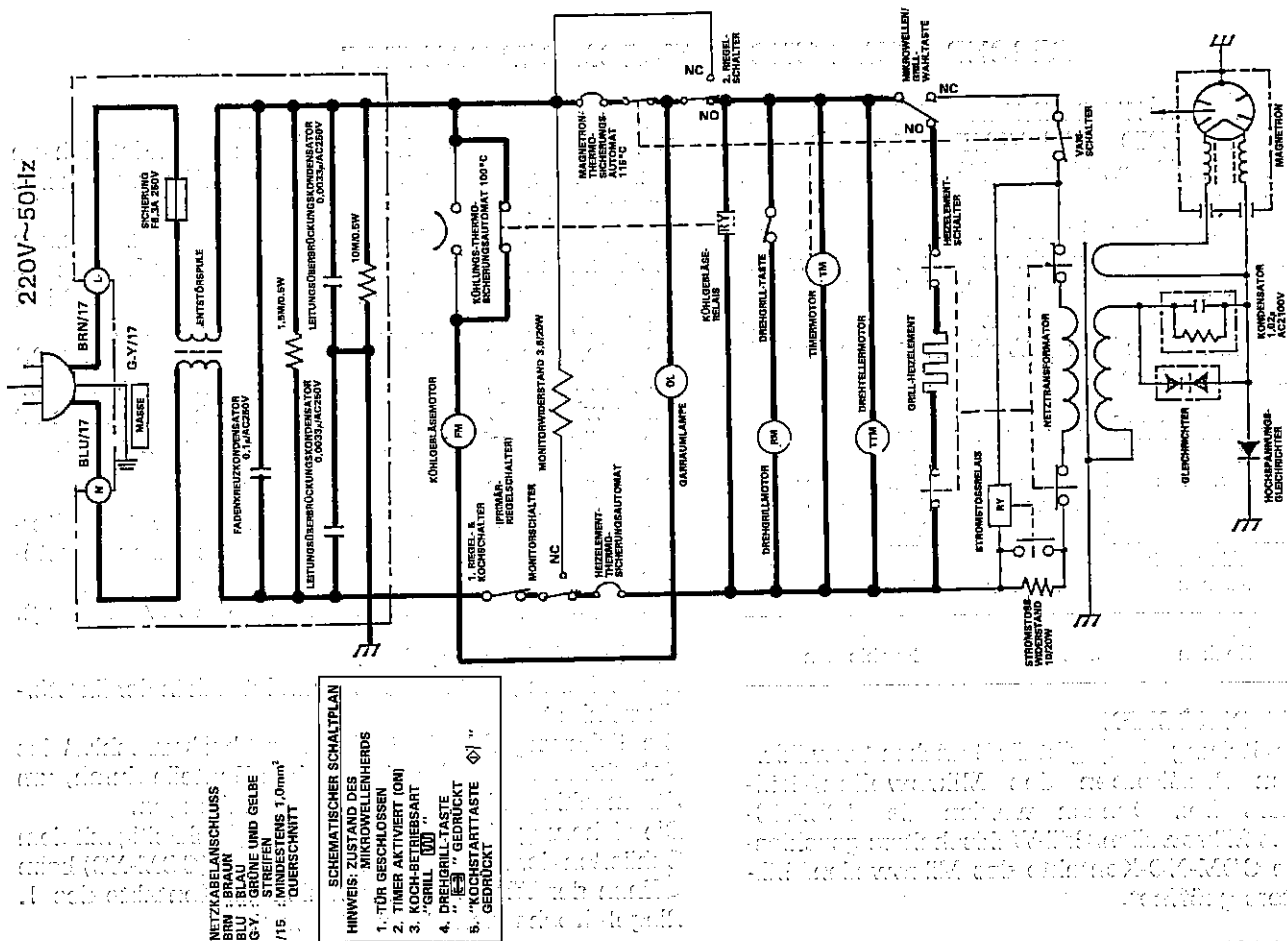 220V~50Hz
SICHERUNG
F6,3A 250V
BRN/17
L
G-Y/17
BLU/17
N
MASSE
ENTSTÖRSPULE
FADENKREUZKONDENSATOR
0,1µ/AC250V
1,5M/0.5W
LEITUNGSÜBERBRÜCKUNGSKONDENSATOR
0,0033µ/AC250V
LEITUNGSÜBERBRÜCKUNGSKONDENSATOR
0,0033µ/AC250V
10M/0.5W
KÜHLGEBLÄSEMOTOR
FM
KÜHLUNGS-THERMO-
SICHERUNGSAUTOMAT 100°C
1. RIEGEL- &
KOCHSCHALTER
(PRIMÄR-
RIEGELSCHALTER)
MONITORSCHALTER
MONITORWIDERSTAND 3,6/20W
NC
HEIZELEMENT-
THERMO-
SICHERUNGSAUTOMAT
MAGNETRON-
THERMO-
SICHERUNGS-
AUTOMAT
115°C
GARRAUMLAMPE
OL
NC
2. RIEGEL-
SCHALTER
NO
KÜHLGEBLÄSE-
RELAIS
RY
DREHGRILL-TASTE
DREHGRILLMOTOR
RM
TIMERMOTOR
TM
DREHTELLERMOTOR
TTM
MIKROWELLEN/
GRILL-
WAHLTASTE
NC
NO
HEIZELEMENT-
SCHALTER
GRILL-HEIZELEMENT
VARI-
SCHALTER
STROMSTOSSRELAIS
RY
STROMSTOSS
WIDERSTAND
10/20W
NETZTRANSFORMATOR
GLEICHRICHTER
KONDENSATOR
1,02µ
AC2100V
HOCHSPANNUNGS-
GLEICHRICHTER
MAGNETRON
NETZKABELANSCHLUSS
BRN : BRAUN
BLU : BLAU
G-Y. : GRÜNE UND GELBE
STREIFEN
/15 : MINDESTENS 1,0mm²
QUERSCHNITT
SCHEMATISCHER SCHALTPLAN
HINWEIS: ZUSTAND DES
MIKROWELLENHERDS
1. TÜR GESCHLOSSEN
2. TIMER AKTIVIERT (ON)
3. KOCH-BETRIEBSART
"GRILL "
4. DREHGRILL-TASTE
" " GEDRÜCKT
5. "KOCHSTARTTASTE "
GEDRÜCKT